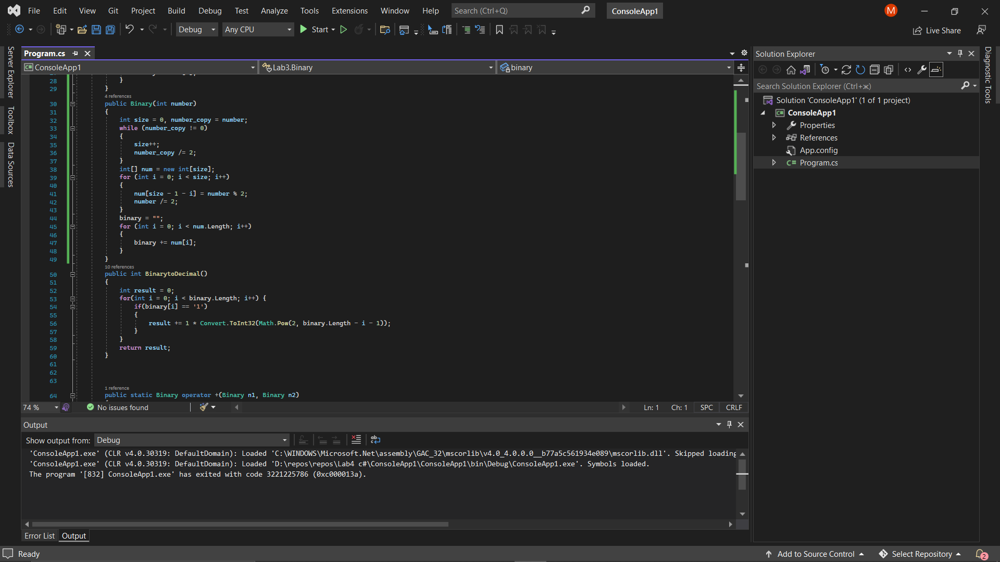 File Edit View Git Project Build Debug Test Analyze Tools Extensions Window Help Search (Ctrl+Q) ConsoleApp1 M
Debug Any CPU Start Live Share
Server Explorer
Toolbox
Data Sources
Program.cs
C# ConsoleApp1 Lab3.Binary binary
28 }
29 }
4 references
30 public Binary(int number)
31 {
32 int size = 0, number_copy = number;
33 while (number_copy != 0)
34 {
35 size++;
36 number_copy /= 2;
37 }
38 int[] num = new int[size];
39 for (int i = 0; i < size; i++)
40 {
41 num[size - 1 - i] = number % 2;
42 number /= 2;
43 }
44 binary = "";
45 for (int i = 0; i < num.Length; i++)
46 {
47 binary += num[i];
48 }
49 }
10 references
50 public int BinarytoDecimal()
51 {
52 int result = 0;
53 for(int i = 0; i < binary.Length; i++) {
54 if(binary[i] == '1')
55 {
56 result += 1 * Convert.ToInt32(Math.Pow(2, binary.Length - i - 1));
57 }
58 }
59 return result;
60 }
61
62
63
1 reference
64 public static Binary operator +(Binary n1, Binary n2)
74 % No issues found Ln: 1 Ch: 1 SPC CRLF
Output
Show output from: Debug
'ConsoleApp1.exe' (CLR v4.0.30319: DefaultDomain): Loaded 'C:\WINDOWS\Microsoft.Net\assembly\GAC_32\mscorlib\v4.0_4.0.0.0__b77a5c561934e089\mscorlib.dll'. Skipped loading
'ConsoleApp1.exe' (CLR v4.0.30319: DefaultDomain): Loaded 'D:\repos\repos\Lab4 c#\ConsoleApp1\ConsoleApp1\bin\Debug\ConsoleApp1.exe'. Symbols loaded.
The program '[832] ConsoleApp1.exe' has exited with code 3221225786 (0xc000013a).
Error List Output
Solution Explorer
Search Solution Explorer (Ctrl+ж)
Solution 'ConsoleApp1' (1 of 1 project)
C# ConsoleApp1
Properties
References
App.config
C# Program.cs
Diagnostic Tools
Ready Add to Source Control Select Repository 2